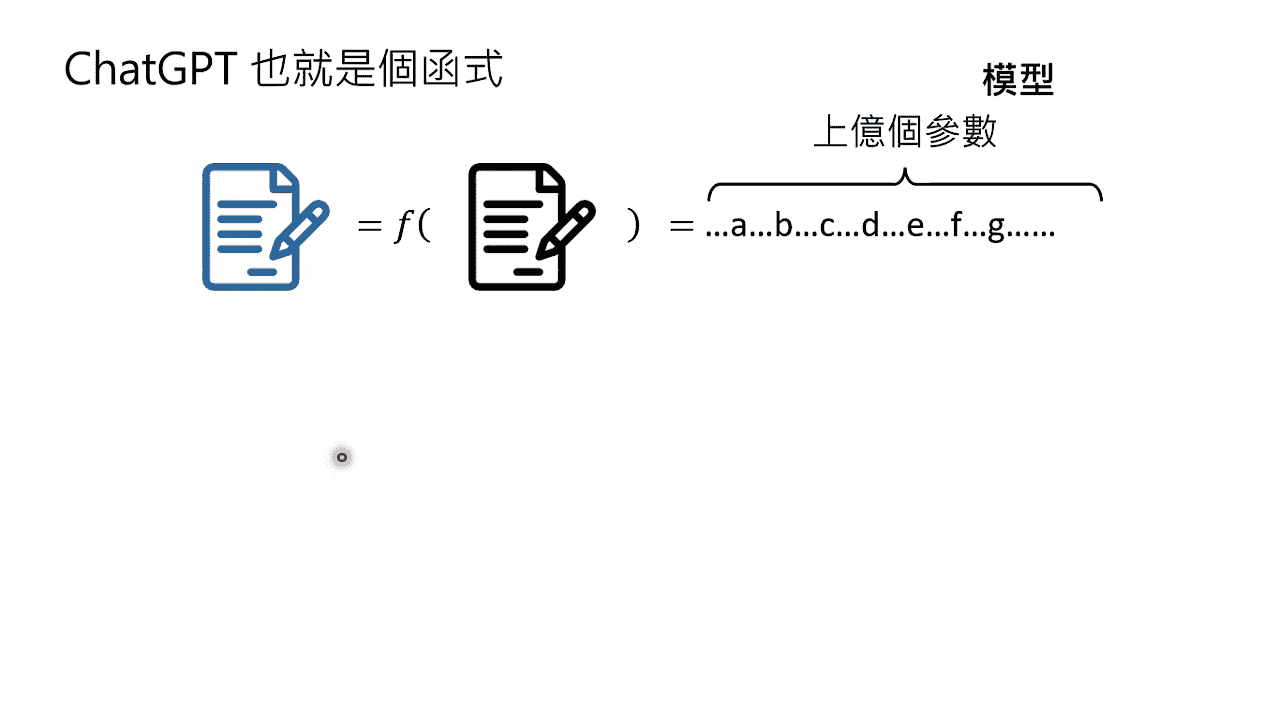 ChatGPT 也就是個函式
模型
上億個參數
= f( ) = …a…b…c…d…e…f…g……